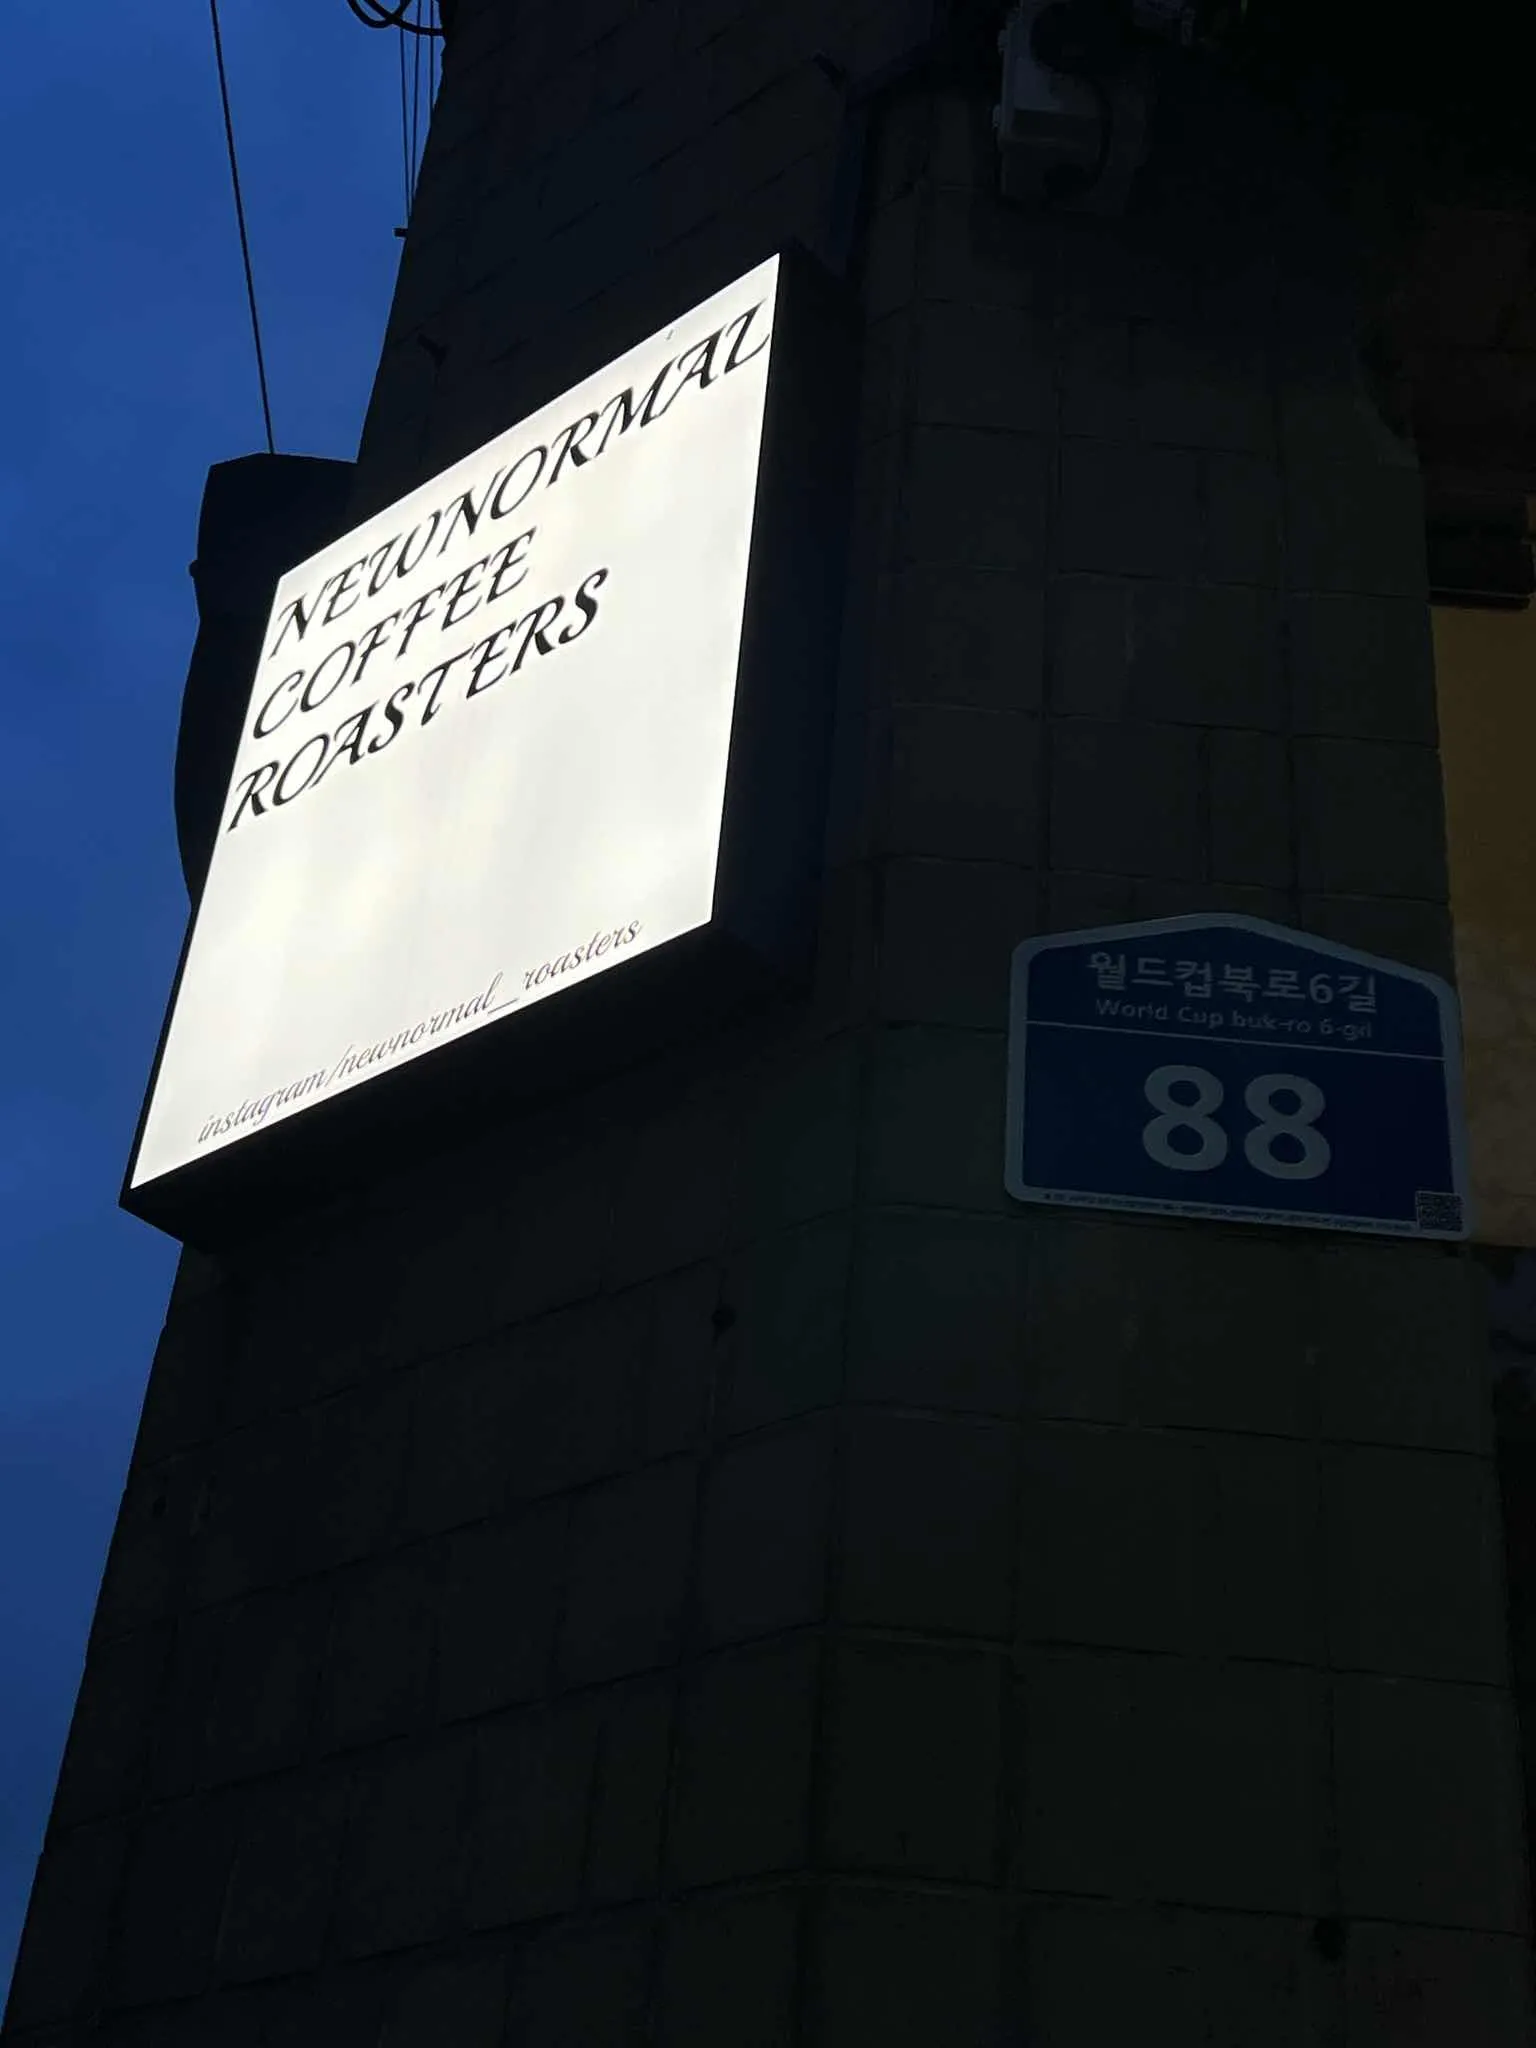 NEWNORMAL
COFFEE
ROASTERS
instagram/newnormal_roasters
월드컵북로6길
World Cup buk-ro 6-gil
88